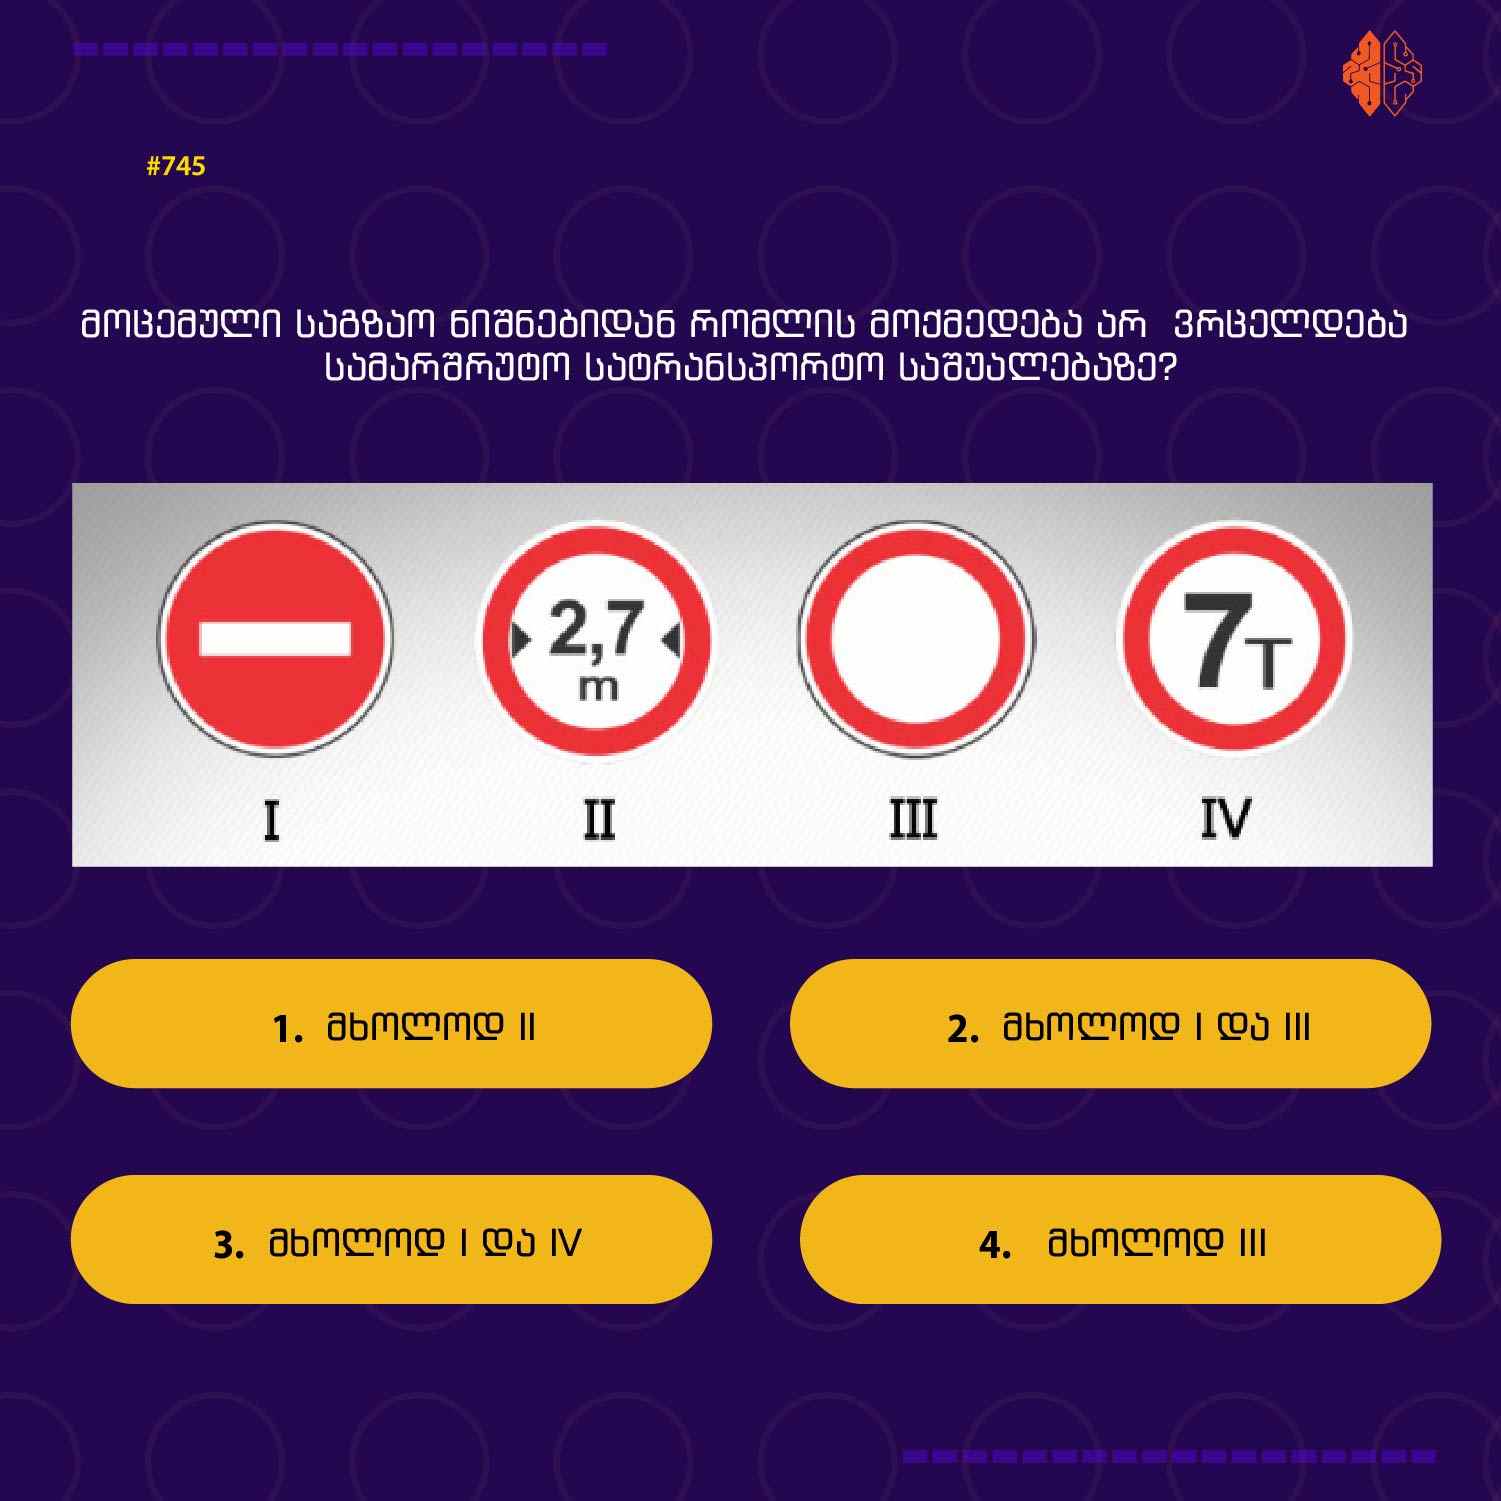 #745
მოცემული საგზაო ნიშნებიდან რომლის მოქმედება არ ვრცელდება
სამარშრუტო სატრანსპორტო საშუალებაზე?
2,7
m
7T
I II III IV
1. მხოლოდ II
2. მხოლოდ I და III
3. მხოლოდ I და IV
4. მხოლოდ III